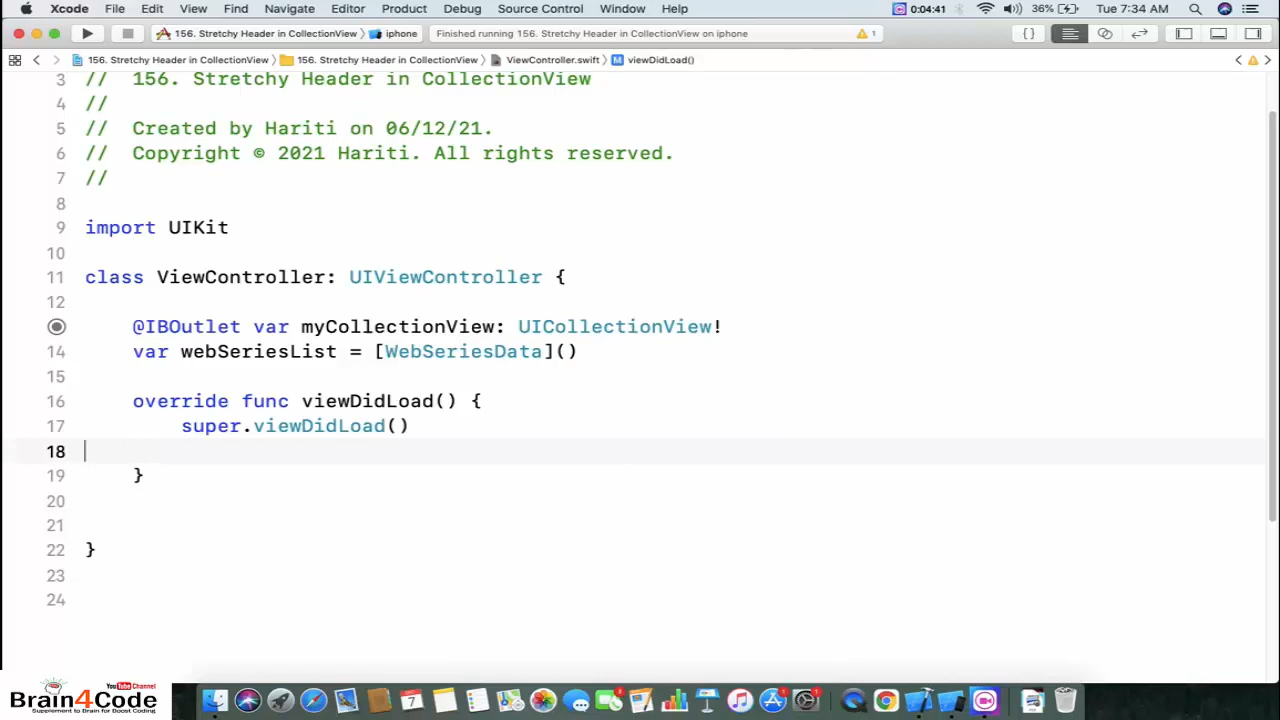 Xcode File Edit View Find Navigate Editor Product Debug Source Control Window Help 0:04:41 36% Tue 7:34 AM
156. Stretchy Header in CollectionView iphone Finished running 156. Stretchy Header in CollectionView on iphone 1
156. Stretchy Header in CollectionView 156. Stretchy Header in CollectionView ViewController.swift M viewDidLoad()
3 // 156. Stretchy Header in CollectionView
4 //
5 // Created by Hariti on 06/12/21.
6 // Copyright © 2021 Hariti. All rights reserved.
7 //
8
9 import UIKit
10
11 class ViewController: UIViewController {
12
@IBOutlet var myCollectionView: UICollectionView!
14 var webSeriesList = [WebSeriesData]()
15
16 override func viewDidLoad() {
17 super.viewDidLoad()
18
19 }
20
21
22 }
23
24
YouTube Channel
Brain4Code
Supplement to Brain for Boost Coding
7